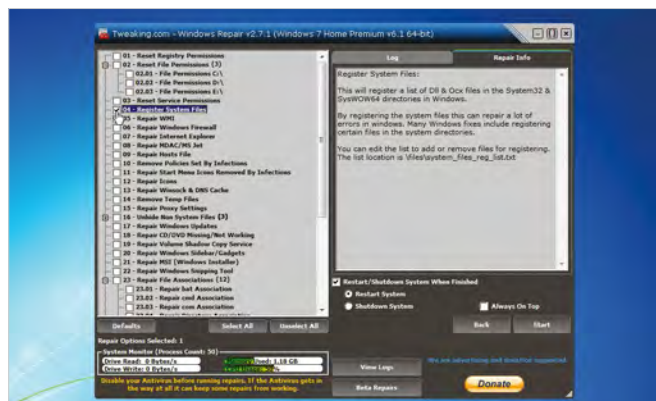 Tweaking.com - Windows Repair v2.7.1 (Windows 7 Home Premium v6.1 64-bit)
01 - Reset Registry Permissions
02 - Reset File Permissions (3)
02.01 - File Permissions C:\
02.02 - File Permissions D:\
02.03 - File Permissions E:\
03 - Reset Service Permissions
04 - Register System Files
05 - Repair WMI
06 - Repair Windows Firewall
07 - Repair Internet Explorer
08 - Repair MDAC/MS Jet
09 - Repair Hosts File
10 - Remove Policies Set By Infections
11 - Repair Start Menu Icons Removed By Infections
12 - Repair Icons
13 - Repair Winsock & DNS Cache
14 - Remove Temp Files
15 - Repair Proxy Settings
16 - Unhide Non System Files (3)
17 - Repair Windows Updates
18 - Repair CD/DVD Missing/Not Working
19 - Repair Volume Shadow Copy Service
20 - Repair Windows Sidebar/Gadgets
21 - Repair MSI (Windows Installer)
22 - Repair Windows Snipping Tool
23 - Repair File Associations (12)
23.01 - Repair bat Association
23.02 - Repair cmd Association
23.03 - Repair com Association
Defaults
Select All
Unselect All
Repair Options Selected: 1
System Monitor (Process Count: 50)
Drive Read: 0 Bytes/s
Used: 1.18 GB
Drive Write: 0 Bytes/s
Disable your Antivirus before running repairs. If the Antivirus gets in
the way at all it can keep some repairs from working.
Log
Repair Info
Register System Files:
This will register a list of Dll & Ocx files in the System32 &
SysWOW64 directories in Windows.
By registering the system files this can repair a lot of
errors in windows. Many Windows fixes include registering
certain files in the system directories.
You can edit the list to add or remove files for registering.
The list location is \files\system_files_reg_list.txt
Restart/Shutdown System When Finished
Restart System
Shutdown System
Always On Top
Back
Start
View Logs
We are advertising and donation supported.
Beta Repairs
Donate